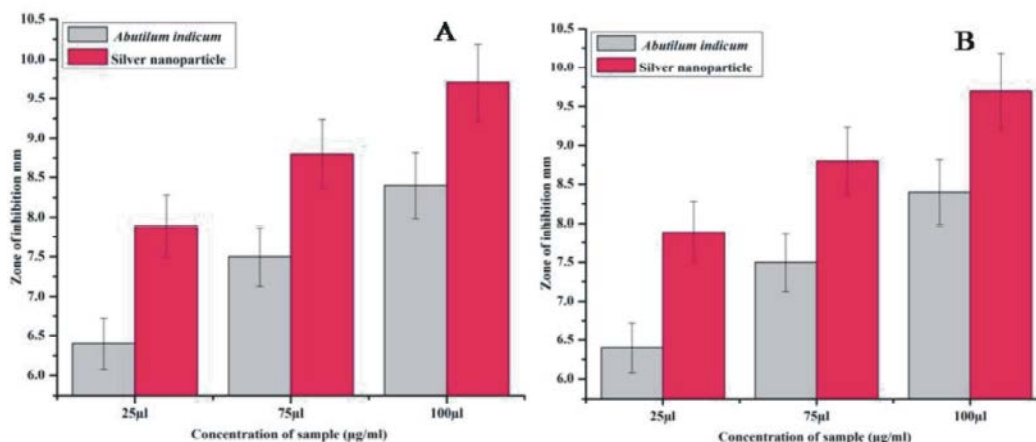 A
Abutilum indicum
Silver nanoparticle
Zone of inhibition mm
10.5
10.0
9.5
9.0
8.5
8.0
7.5
7.0
6.5
6.0
25µl
75µl
100µl
Concentration of sample (µg/ml)
B
Abutilum indicum
Silver nanoparticle
Zone of inhibition mm
10.5
10.0
9.5
9.0
8.5
8.0
7.5
7.0
6.5
6.0
25µl
75µl
100µl
Concentration of sample (µg/ml)